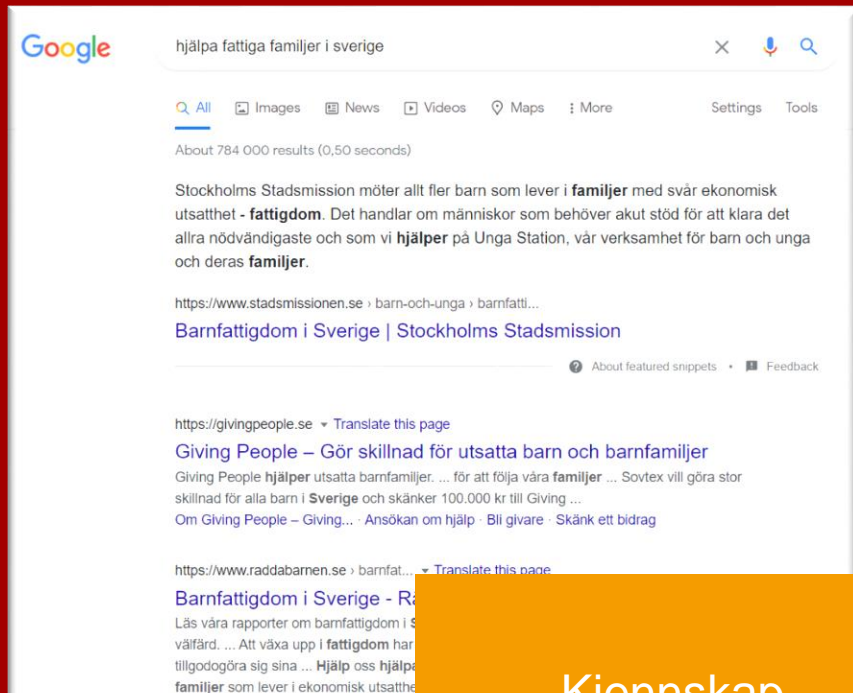 Google
hjälpa fattiga familjer i sverige
All Images News Videos Maps More Settings Tools
About 784 000 results (0,50 seconds)
Stockholms Stadsmission möter allt fler barn som lever i familjer med svår ekonomisk
utsatthet - fattigdom. Det handlar om människor som behöver akut stöd för att klara det
allra nödvändigaste och som vi hjälper på Unga Station, vår verksamhet för barn och unga
och deras familjer.
https://www.stadsmissionen.se › barn-och-unga › barnfatti...
Barnfattigdom i Sverige | Stockholms Stadsmission
About featured snippets • Feedback
https://givingpeople.se Translate this page
Giving People – Gör skillnad för utsatta barn och barnfamiljer
Giving People hjälper utsatta barnfamiljer. ... för att följa våra familjer ... Sovtex vill göra stor
skillnad för alla barn i Sverige och skänker 100.000 kr till Giving ...
Om Giving People – Giving... · Ansökan om hjälp · Bli givare · Skänk ett bidrag
https://www.raddabarnen.se › barnfat... Translate this page
Barnfattigdom i Sverige -
Läs våra rapporter om barnfattigdom i
välfärd. ... Att växa upp i fattigdom har
tillgodogöra sig sina ... Hjälp oss
familjer som lever i ekonomisk